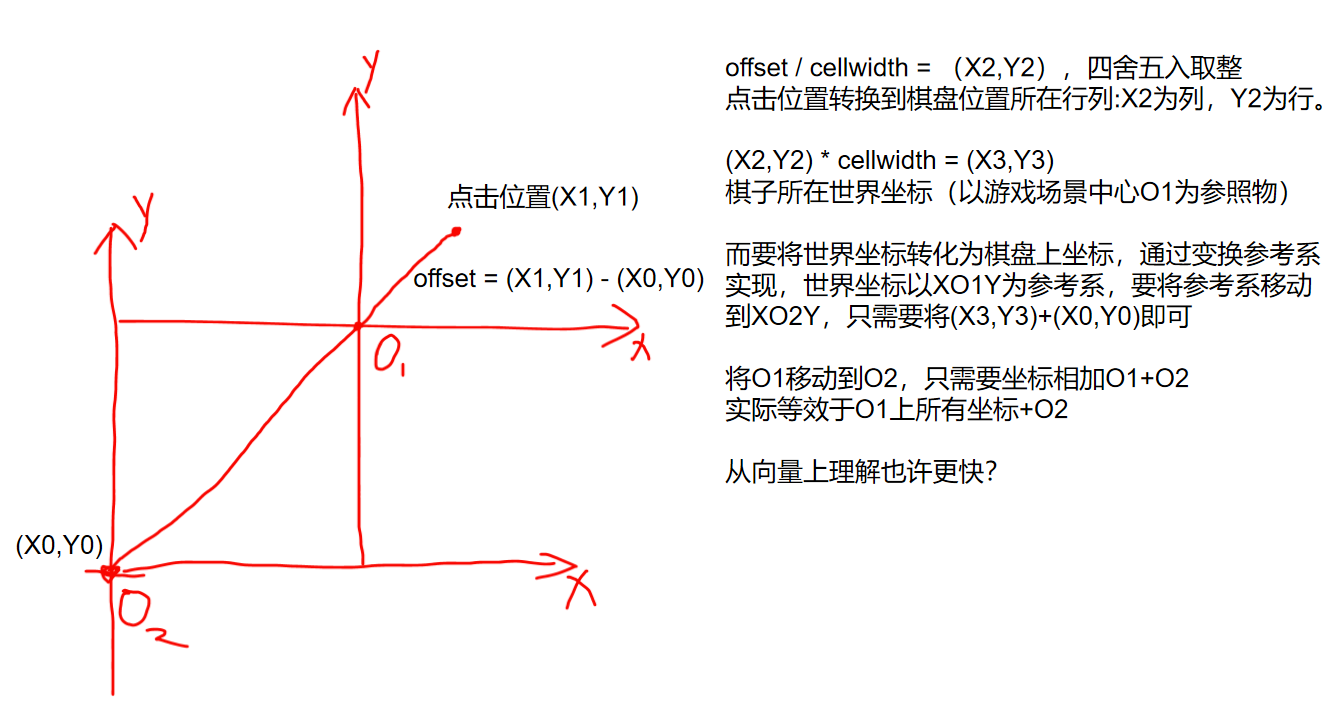 Y
Y
点击位置(X1,Y1)
offset = (X1,Y1) - (X0,Y0)
X
O1
(X0,Y0)
X
O2
offset / cellwidth = （X2,Y2），四舍五入取整
点击位置转换到棋盘位置所在行列:X2为列，Y2为行。
(X2,Y2) * cellwidth = (X3,Y3)
棋子所在世界坐标（以游戏场景中心O1为参照物）
而要将世界坐标转化为棋盘上坐标，通过变换参考系
实现，世界坐标以XO1Y为参考系，要将参考系移动
到XO2Y，只需要将(X3,Y3)+(X0,Y0)即可
将O1移动到O2，只需要坐标相加O1+O2
实际等效于O1上所有坐标+O2
从向量上理解也许更快?